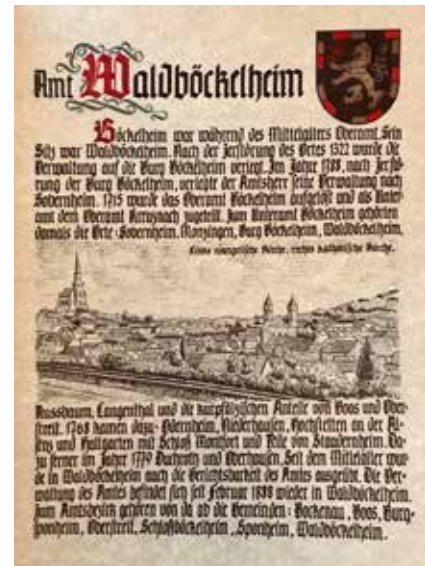 Amt Waldböckelheim
Böckelheim war während des Mittelalters Oberamt. Sein
Sitz war Waldböckelheim. Nach der Zerstörung des Ortes 1322 wurde die
Verwaltung auf die Burg Böckelheim verlegt. Im Jahre 1788, nach Zerstö-
rung der Burg Böckelheim, verlegte der Amtsherr seine Verwaltung nach
Sobernheim. 1715 wurde das Oberamt Böckelheim aufgelöst und als Unter-
amt dem Oberamt Kreuznach zugeteilt. Zum Unteramt Böckelheim gehörten
damals die Orte: Sobernheim, Monzingen, Burg Böckelheim, Waldböckelheim,
Links evangelische Kirche, rechts katholische Kirche.
Nussbaum, Langenthal und die kurpfälzischen Anteile von Boos und Ober-
streit. 1768 kamen dazu: Odernheim, Niederhausen, Hochstetten an der Al-
senz und Hallgarten mit Schloß Montfort und Teile von Staudernheim. Da-
zu ferner im Jahre 1779 Duchroth und Oberhausen. Seit dem Mittelalter wur-
de in Waldböckelheim auch die Gerichtsbarkeit des Amtes ausgeübt. Die Ver-
waltung des Amtes befindet sich seit Februar 1888 wieder in Waldböckelheim.
Zum Amtsbezirk gehören von da ab die Gemeinden: Bockenau, Boos, Burg-
sponheim, Oberstreit, Schloßböckelheim, Sponheim, Waldböckelheim.